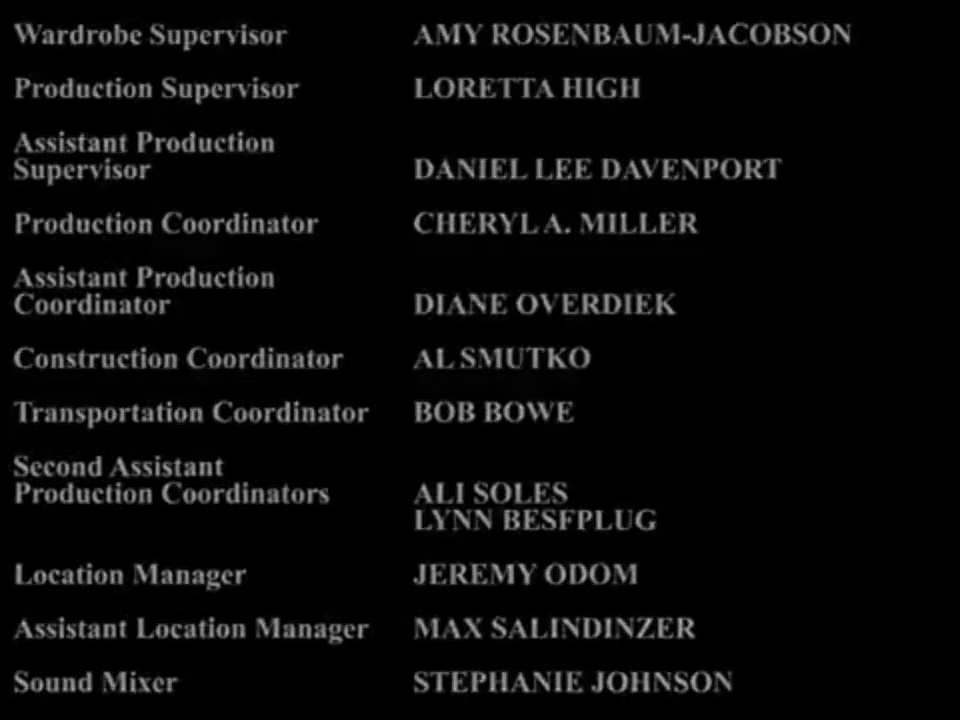 Wardrobe Supervisor AMY ROSENBAUM-JACOBSON
Production Supervisor LORETTA HIGH
Assistant Production
Supervisor DANIEL LEE DAVENPORT
Production Coordinator CHERYL A. MILLER
Assistant Production
Coordinator DIANE OVERDIEK
Construction Coordinator AL SMUTKO
Transportation Coordinator BOB BOWE
Second Assistant
Production Coordinators ALI SOLES
LYNN BESFPLUG
Location Manager JEREMY ODOM
Assistant Location Manager MAX SALINDINZER
Sound Mixer STEPHANIE JOHNSON